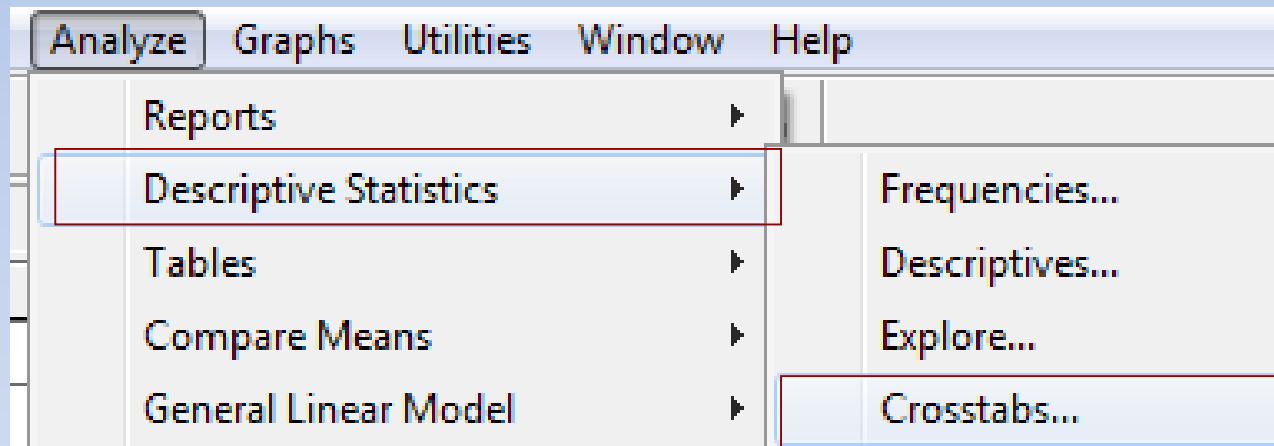 Analyze Graphs Utilities Window Help
Reports
Descriptive Statistics
Tables
Compare Means
General Linear Model
Frequencies...
Descriptives...
Explore...
Crosstabs...